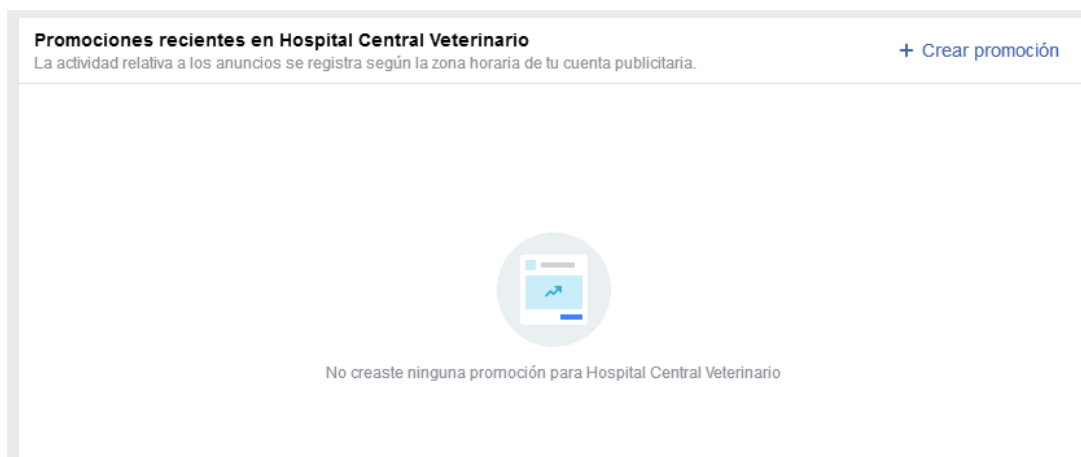 Promociones recientes en Hospital Central Veterinario
La actividad relativa a los anuncios se registra según la zona horaria de tu cuenta publicitaria.
+ Crear promoción
No creaste ninguna promoción para Hospital Central Veterinario